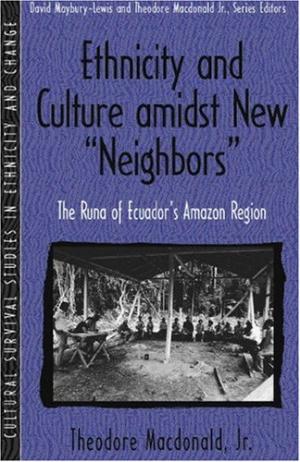 David Maybury-Lewis and Theodore Macdonald Jr., Series Editors
CULTURAL SURVIVAL STUDIES IN ETHNICITY AND CHANGE
Ethnicity and
Culture amidst New
“Neighbors”
The Runa of Ecuador’s Amazon Region
Theodore Macdonald, Jr.